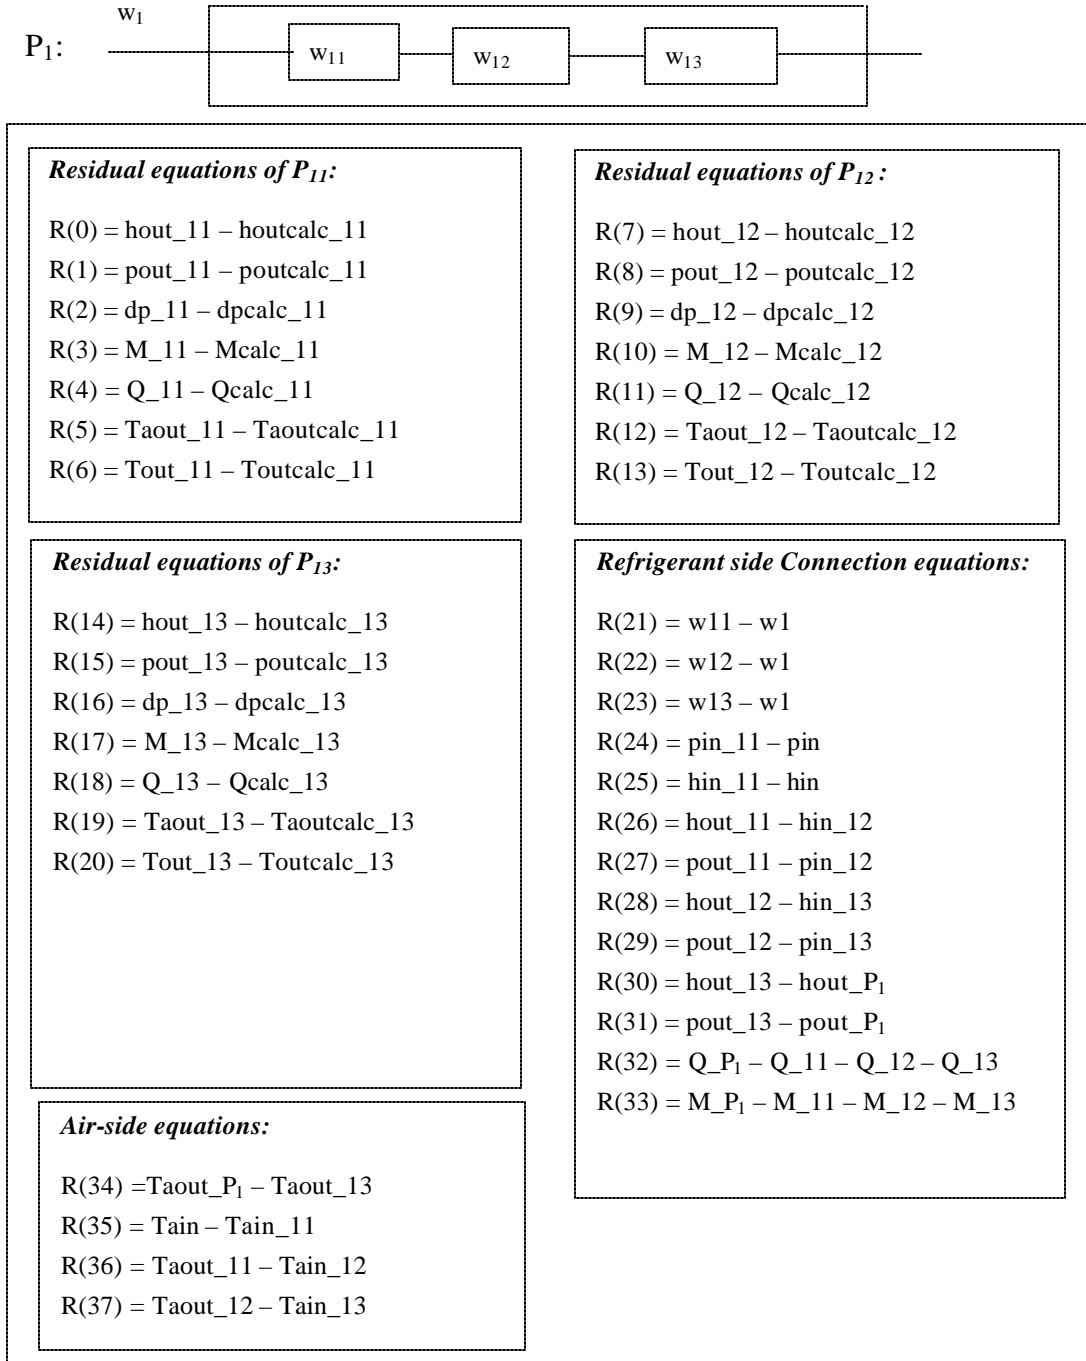 w1
P1:
w11
w12
w13
Residual equations of P11:
R(0) = hout_11 – houtcalc_11
R(1) = pout_11 – poutcalc_11
R(2) = dp_11 – dpcalc_11
R(3) = M_11 – Mcalc_11
R(4) = Q_11 – Qcalc_11
R(5) = Taout_11 – Taoutcalc_11
R(6) = Tout_11 – Toutcalc_11
Residual equations of P12 :
R(7) = hout_12 – houtcalc_12
R(8) = pout_12 – poutcalc_12
R(9) = dp_12 – dpcalc_12
R(10) = M_12 – Mcalc_12
R(11) = Q_12 – Qcalc_12
R(12) = Taout_12 – Taoutcalc_12
R(13) = Tout_12 – Toutcalc_12
Residual equations of P13:
R(14) = hout_13 – houtcalc_13
R(15) = pout_13 – poutcalc_13
R(16) = dp_13 – dpcalc_13
R(17) = M_13 – Mcalc_13
R(18) = Q_13 – Qcalc_13
R(19) = Taout_13 – Taoutcalc_13
R(20) = Tout_13 – Toutcalc_13
Refrigerant side Connection equations:
R(21) = w11 – w1
R(22) = w12 – w1
R(23) = w13 – w1
R(24) = pin_11 – pin
R(25) = hin_11 – hin
R(26) = hout_11 – hin_12
R(27) = pout_11 – pin_12
R(28) = hout_12 – hin_13
R(29) = pout_12 – pin_13
R(30) = hout_13 – hout_P1
R(31) = pout_13 – pout_P1
R(32) = Q_P1 – Q_11 – Q_12 – Q_13
R(33) = M_P1 – M_11 – M_12 – M_13
Air-side equations:
R(34) =Taout_P1 – Taout_13
R(35) = Tain – Tain_11
R(36) = Taout_11 – Tain_12
R(37) = Taout_12 – Tain_13